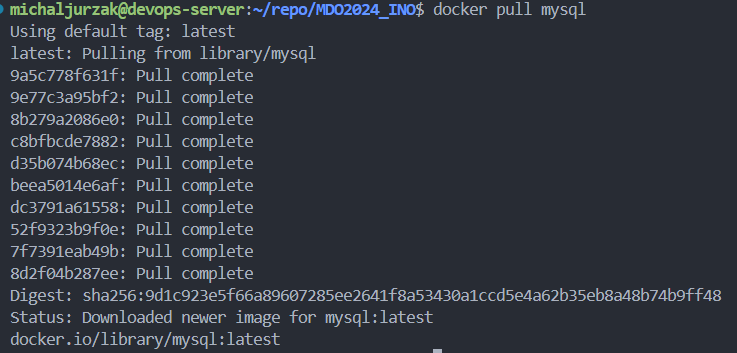 michaljurzak@devops-server:~/repo/MDO2024_INO$ docker pull mysql
Using default tag: latest
latest: Pulling from library/mysql
9a5c778f631f: Pull complete
9e77c3a95bf2: Pull complete
8b279a2086e0: Pull complete
c8bfbcde7882: Pull complete
d35b074b68ec: Pull complete
beea5014e6af: Pull complete
dc3791a61558: Pull complete
52f9323b9f0e: Pull complete
7f7391eab49b: Pull complete
8d2f04b287ee: Pull complete
Digest: sha256:9d1c923e5f66a89607285ee2641f8a53430a1ccd5e4a62b35eb8a48b74b9ff48
Status: Downloaded newer image for mysql:latest
docker.io/library/mysql:latest